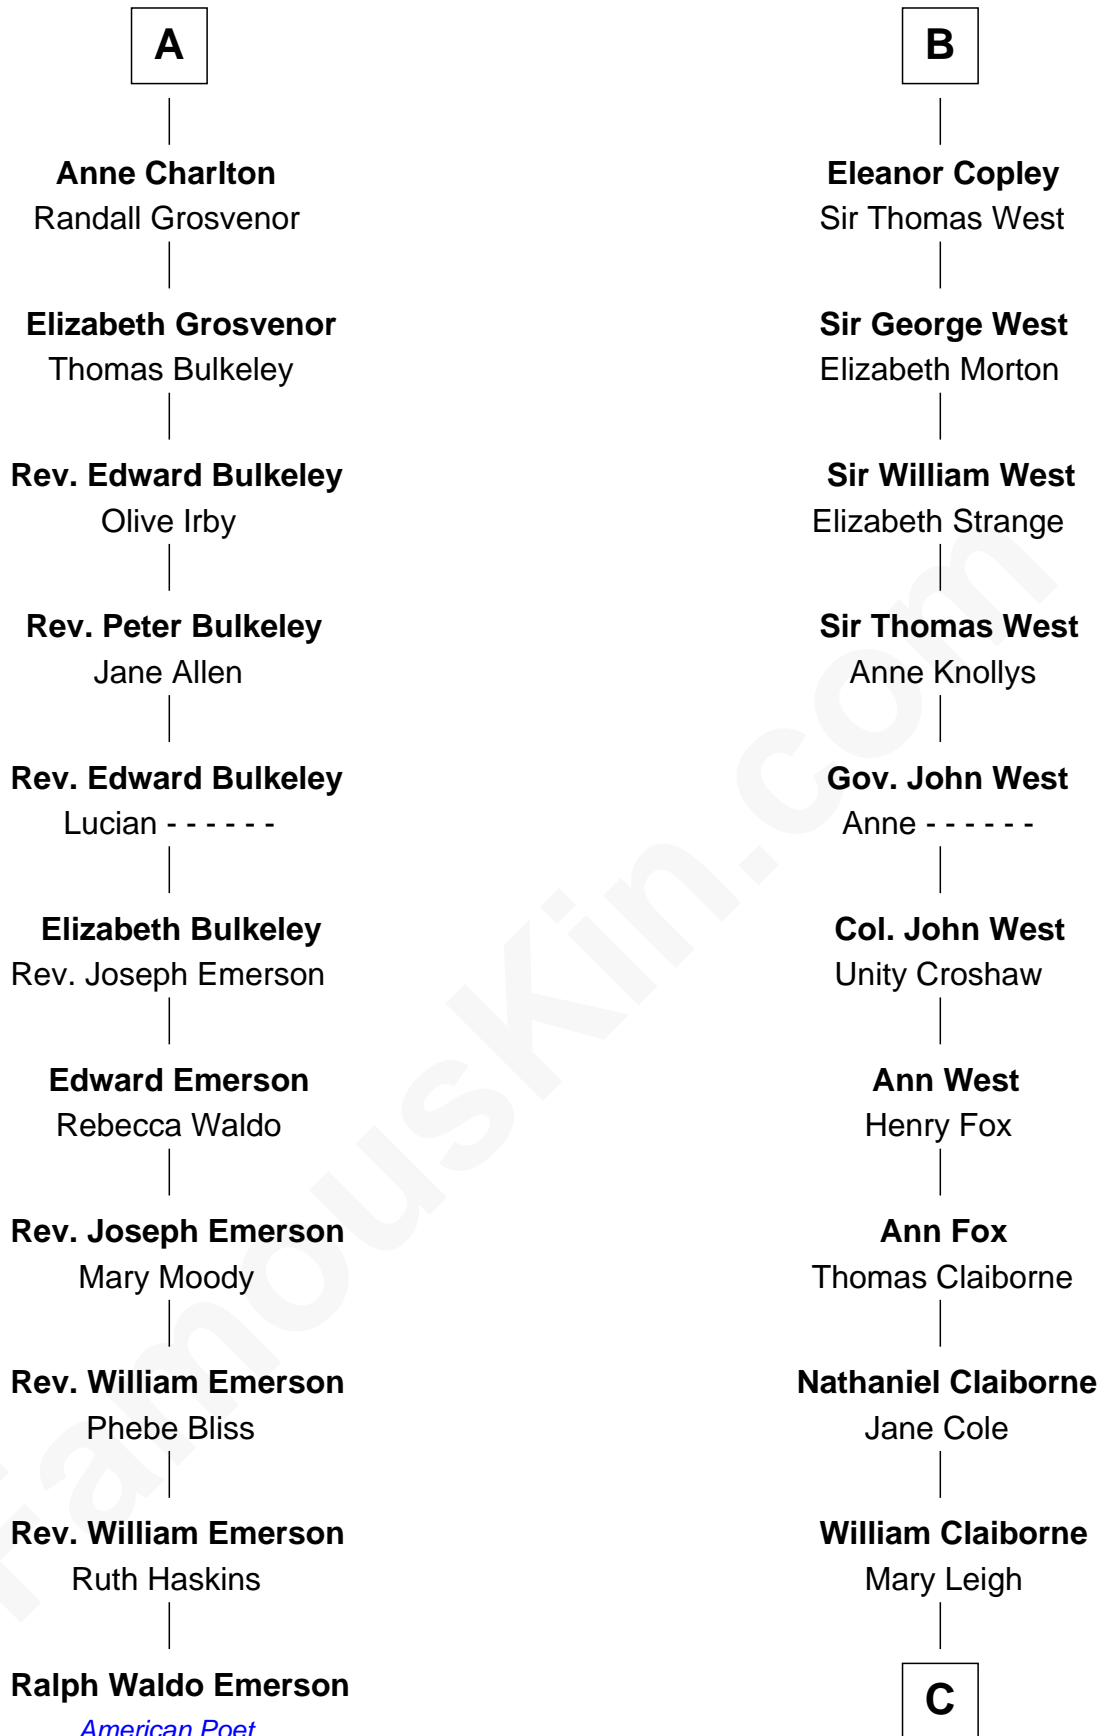 A
Anne Charlton
Randall Grosvenor
Elizabeth Grosvenor
Thomas Bulkeley
Rev. Edward Bulkeley
Olive Irby
Rev. Peter Bulkeley
Jane Allen
Rev. Edward Bulkeley
Lucian - - - - - -
Elizabeth Bulkeley
Rev. Joseph Emerson
Edward Emerson
Rebecca Waldo
Rev. Joseph Emerson
Mary Moody
Rev. William Emerson
Phebe Bliss
Rev. William Emerson
Ruth Haskins
Ralph Waldo Emerson
American Poet
B
Eleanor Copley
Sir Thomas West
Sir George West
Elizabeth Morton
Sir William West
Elizabeth Strange
Sir Thomas West
Anne Knollys
Gov. John West
Anne - - - - - -
Col. John West
Unity Croshaw
Ann West
Henry Fox
Ann Fox
Thomas Claiborne
Nathaniel Claiborne
Jane Cole
William Claiborne
Mary Leigh
C
FamousKin.com